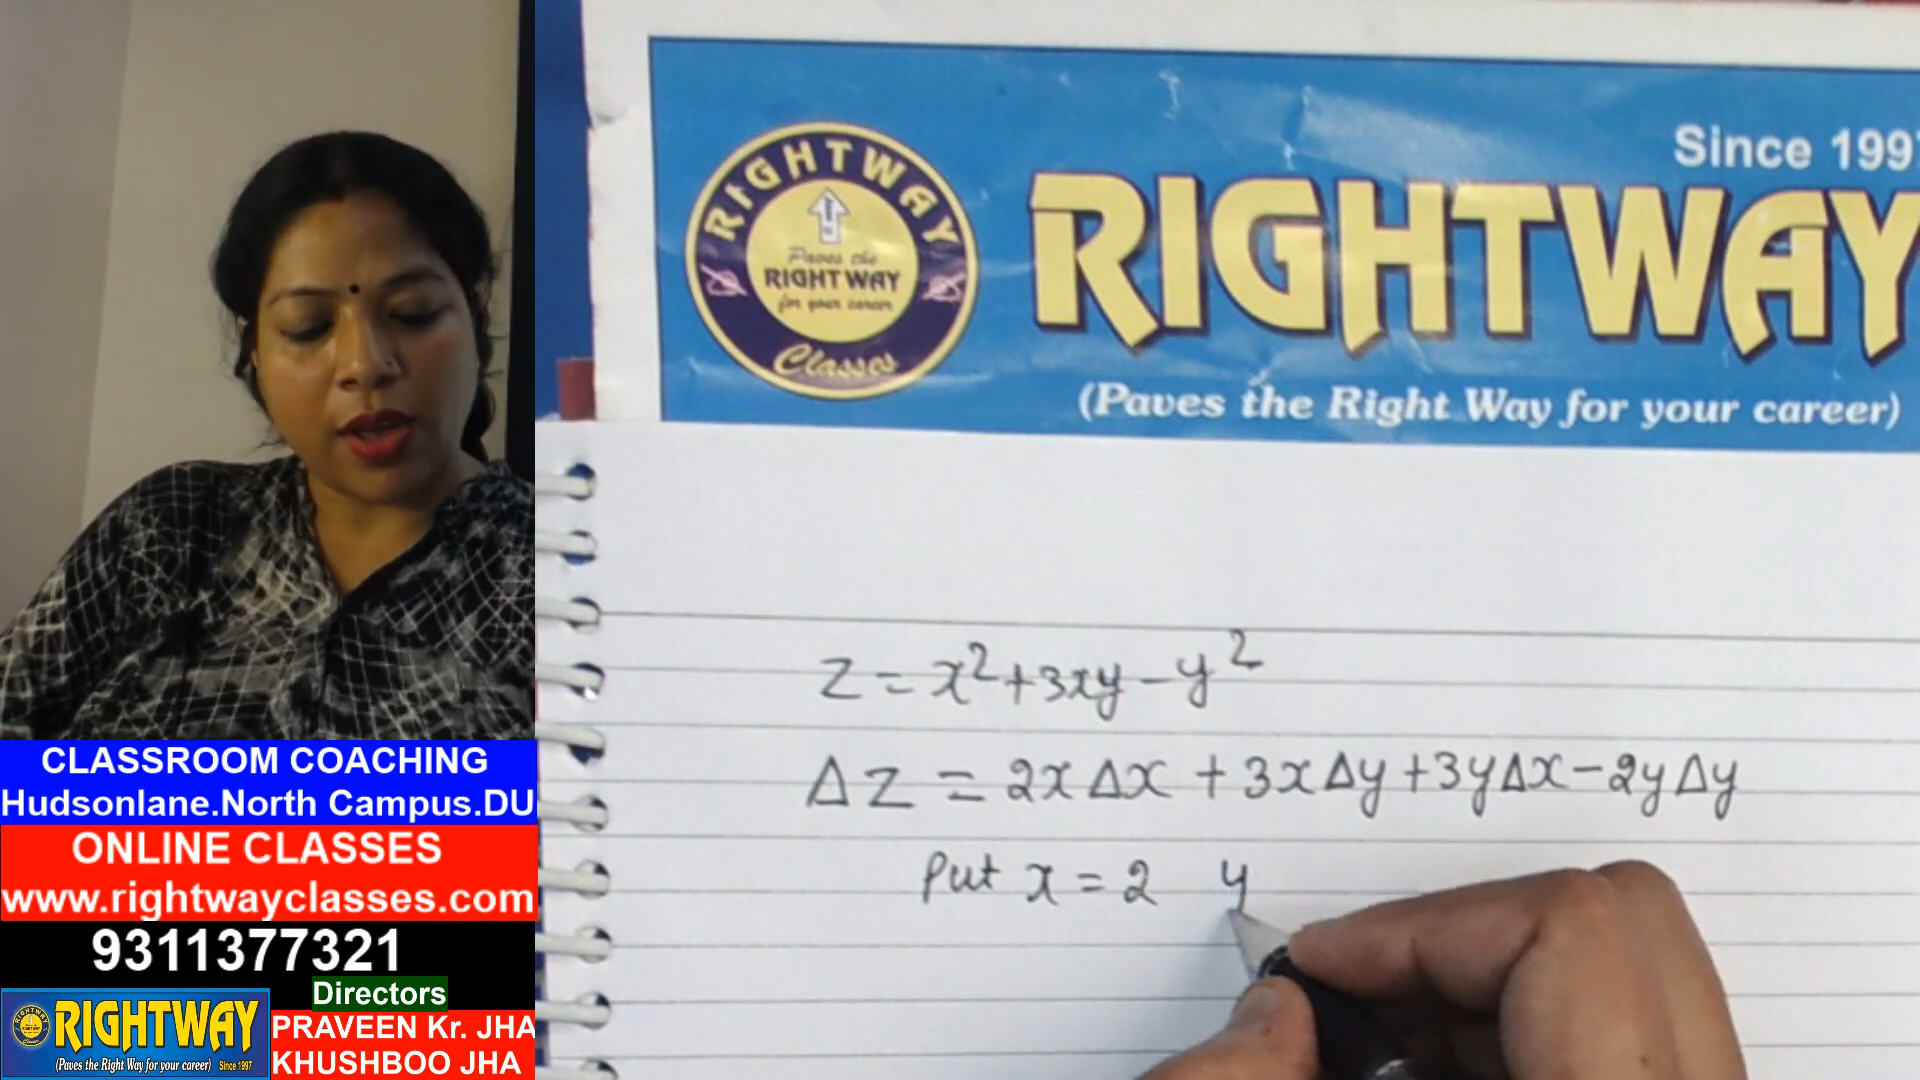 Since 199
RIGHTWAY
RIGHTWAY
Paves the
RIGHT WAY
for your career
Classes
(Paves the Right Way for your career)
z = x² + 3xy - y²
Δz = 2xΔx + 3xΔy + 3yΔx - 2yΔy
Put x = 2 y
CLASSROOM COACHING
Hudsonlane.North Campus.DU
ONLINE CLASSES
www.rightwayclasses.com
9311377321
Directors
PRAVEEN Kr. JHA
KHUSHBOO JHA
RIGHTWAY
(Paves the Right Way for your career) Since 1997